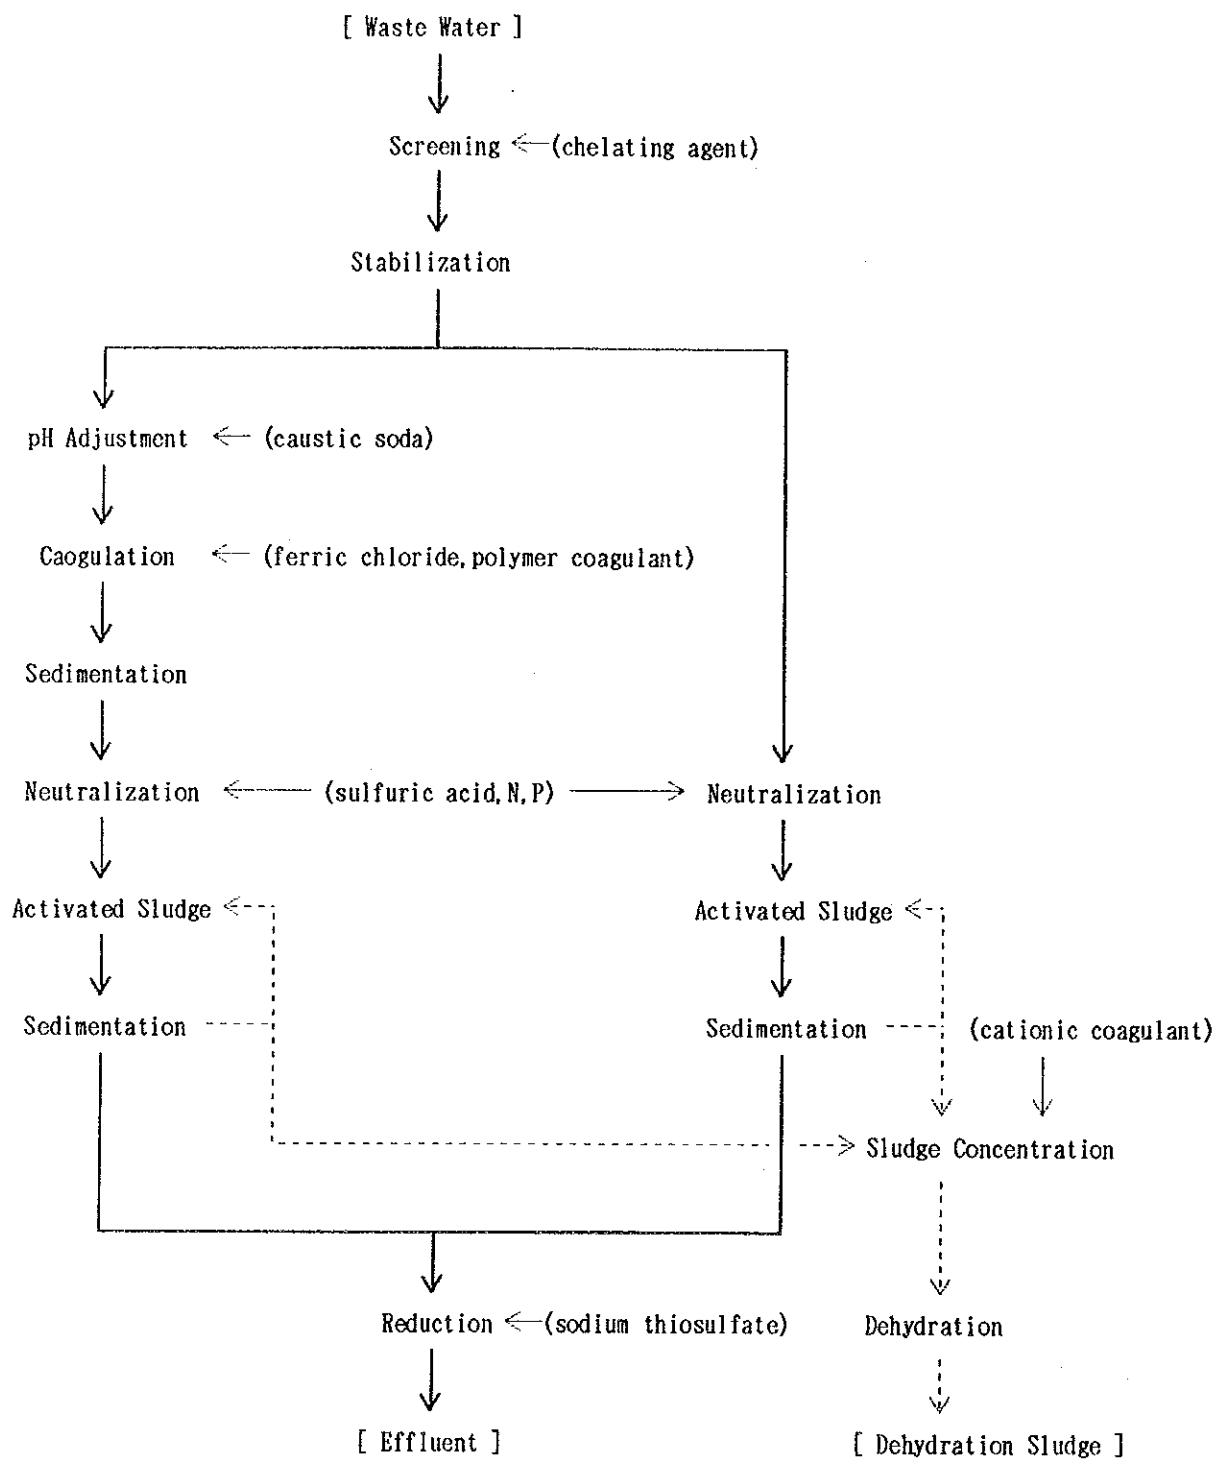 [ Waste Water ]
Screening (chelating agent)
Stabilization
pH Adjustment (caustic soda)
Caogulation (ferric chloride, polymer coagulant)
Sedimentation
Neutralization (sulfuric acid, N, P) Neutralization
Activated Sludge Activated Sludge
Sedimentation Sedimentation (cationic coagulant)
Sludge Concentration
Reduction (sodium thiosulfate) Dehydration
[ Effluent ] [ Dehydration Sludge ]